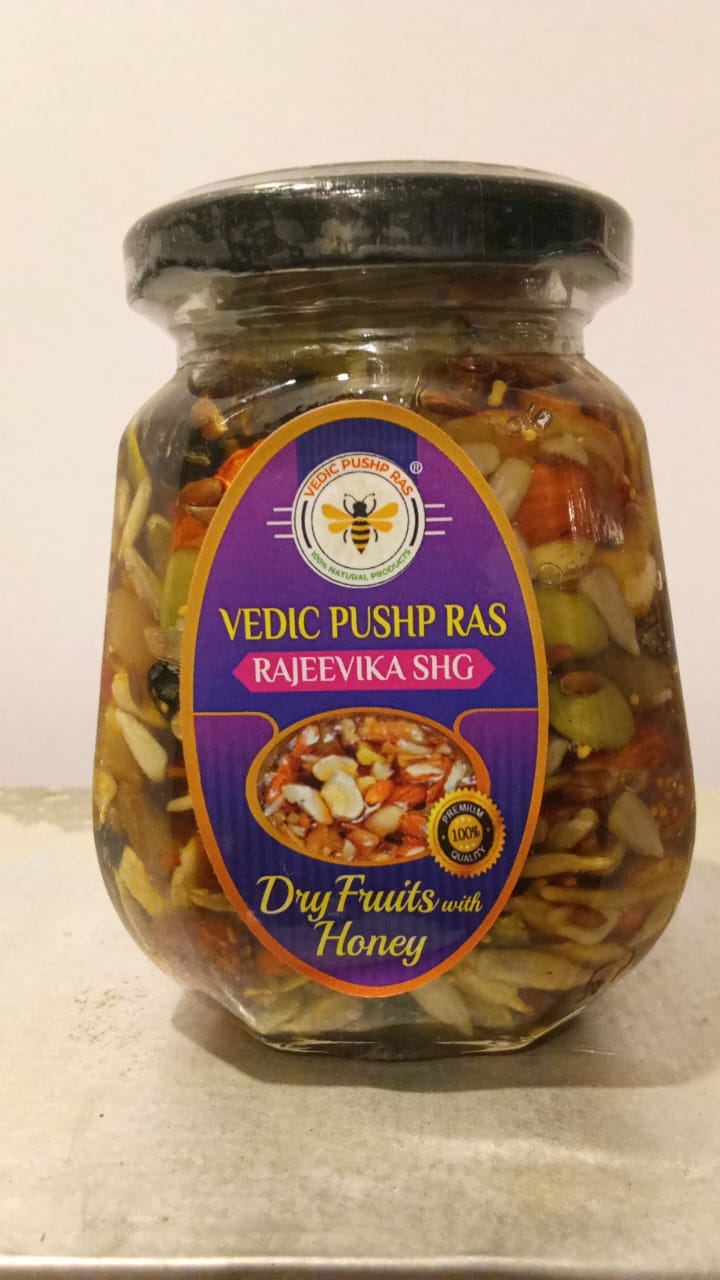 VEDIC PUSHP RAS
®
100% NATURAL PRODUCTS
VEDIC PUSHP RAS
RAJEEVIKA SHG
PREMIUM
100%
QUALITY
Dry Fruits with
Honey